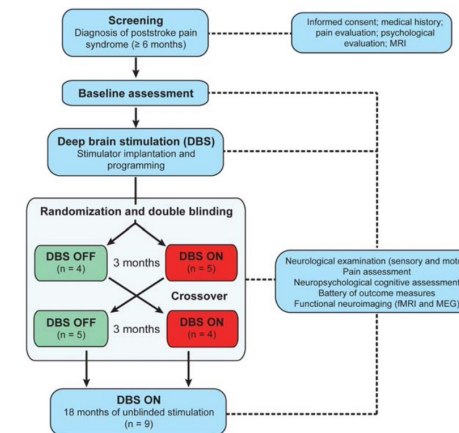 Screening
Diagnosis of poststroke pain
syndrome (≥ 6 months)
Informed consent; medical history;
pain evaluation; psychological
evaluation; MRI
Baseline assessment
Deep brain stimulation (DBS)
Stimulator implantation and
programming
Randomization and double blinding
DBS OFF
(n = 4)
3 months
DBS ON
(n = 5)
Crossover
DBS OFF
(n = 5)
3 months
DBS ON
(n = 4)
Neurological examination (sensory and moto
Pain assessment
Neuropsychological cognitive assessment
Battery of outcome measures
Functional neuroimaging (fMRI and MEG)
DBS ON
18 months of unblinded stimulation
(n = 9)